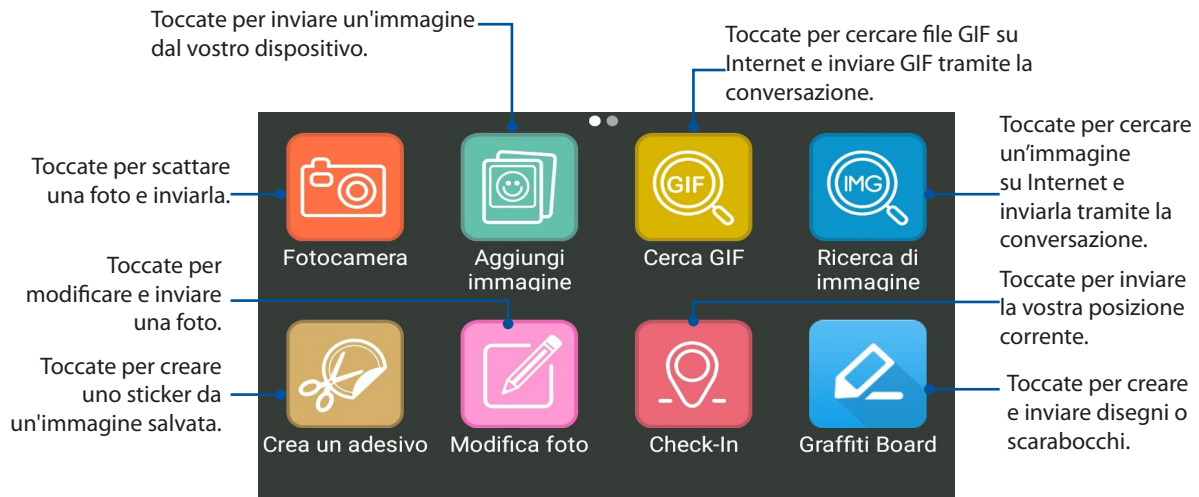 Toccate per inviare un'immagine
dal vostro dispositivo.
Toccate per cercare file GIF su
Internet e inviare GIF tramite la
conversazione.
Toccate per scattare
una foto e inviarla.
Toccate per cercare
un’immagine
su Internet e
inviarla tramite la
conversazione.
GIF
IMG
Fotocamera
Aggiungi
immagine
Cerca GIF
Ricerca di
immagine
Toccate per
modificare e inviare
una foto.
Toccate per inviare
la vostra posizione
corrente.
Toccate per creare
uno sticker da
un'immagine salvata.
Toccate per creare
e inviare disegni o
scarabocchi.
Crea un adesivo
Modifica foto
Check-In
Graffiti Board